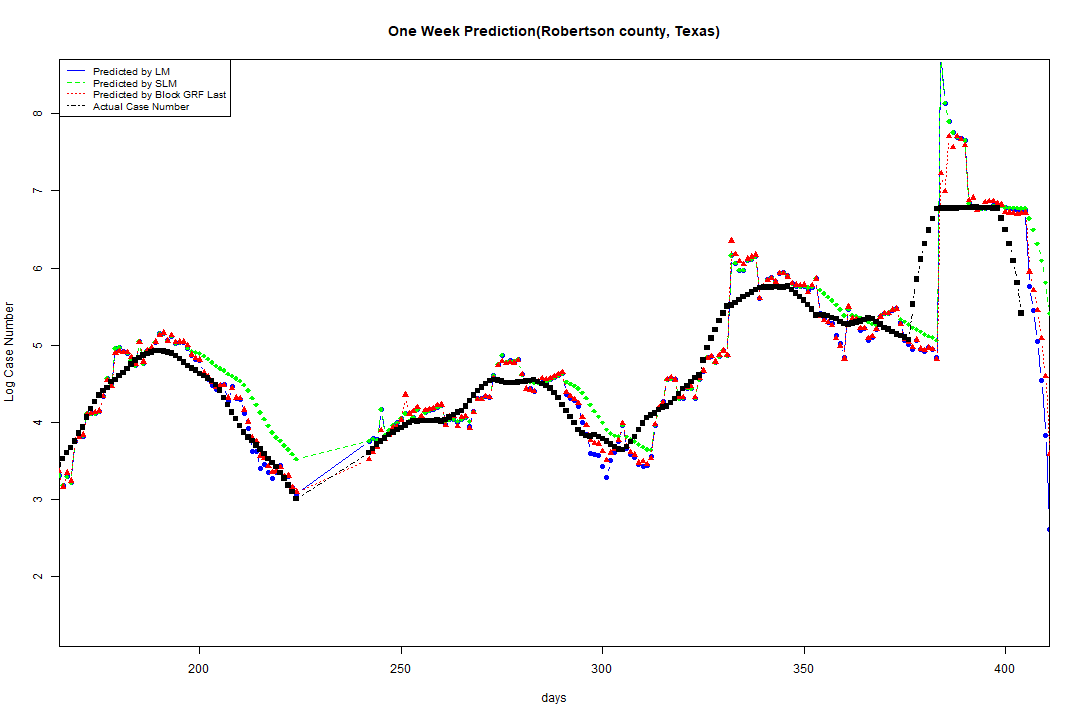 One Week Prediction(Robertson county, Texas)
Predicted by LM
Predicted by SLM
Predicted by Block GRF Last
Actual Case Number
8
7
6
5
4
3
2
Log Case Number
200 250 300 350 400
days